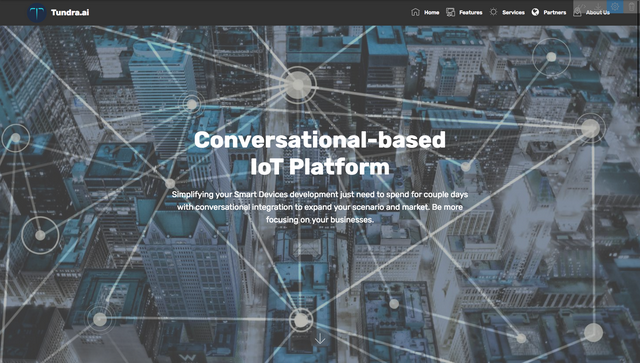 Tundra.ai
Home
Features
Services
Partners
About Us
Conversational-based
IoT Platform
Simplifying your Smart Devices development just need to spend for couple days
with conversational integration to expand your scenario and market. Be more
focusing on your businesses.